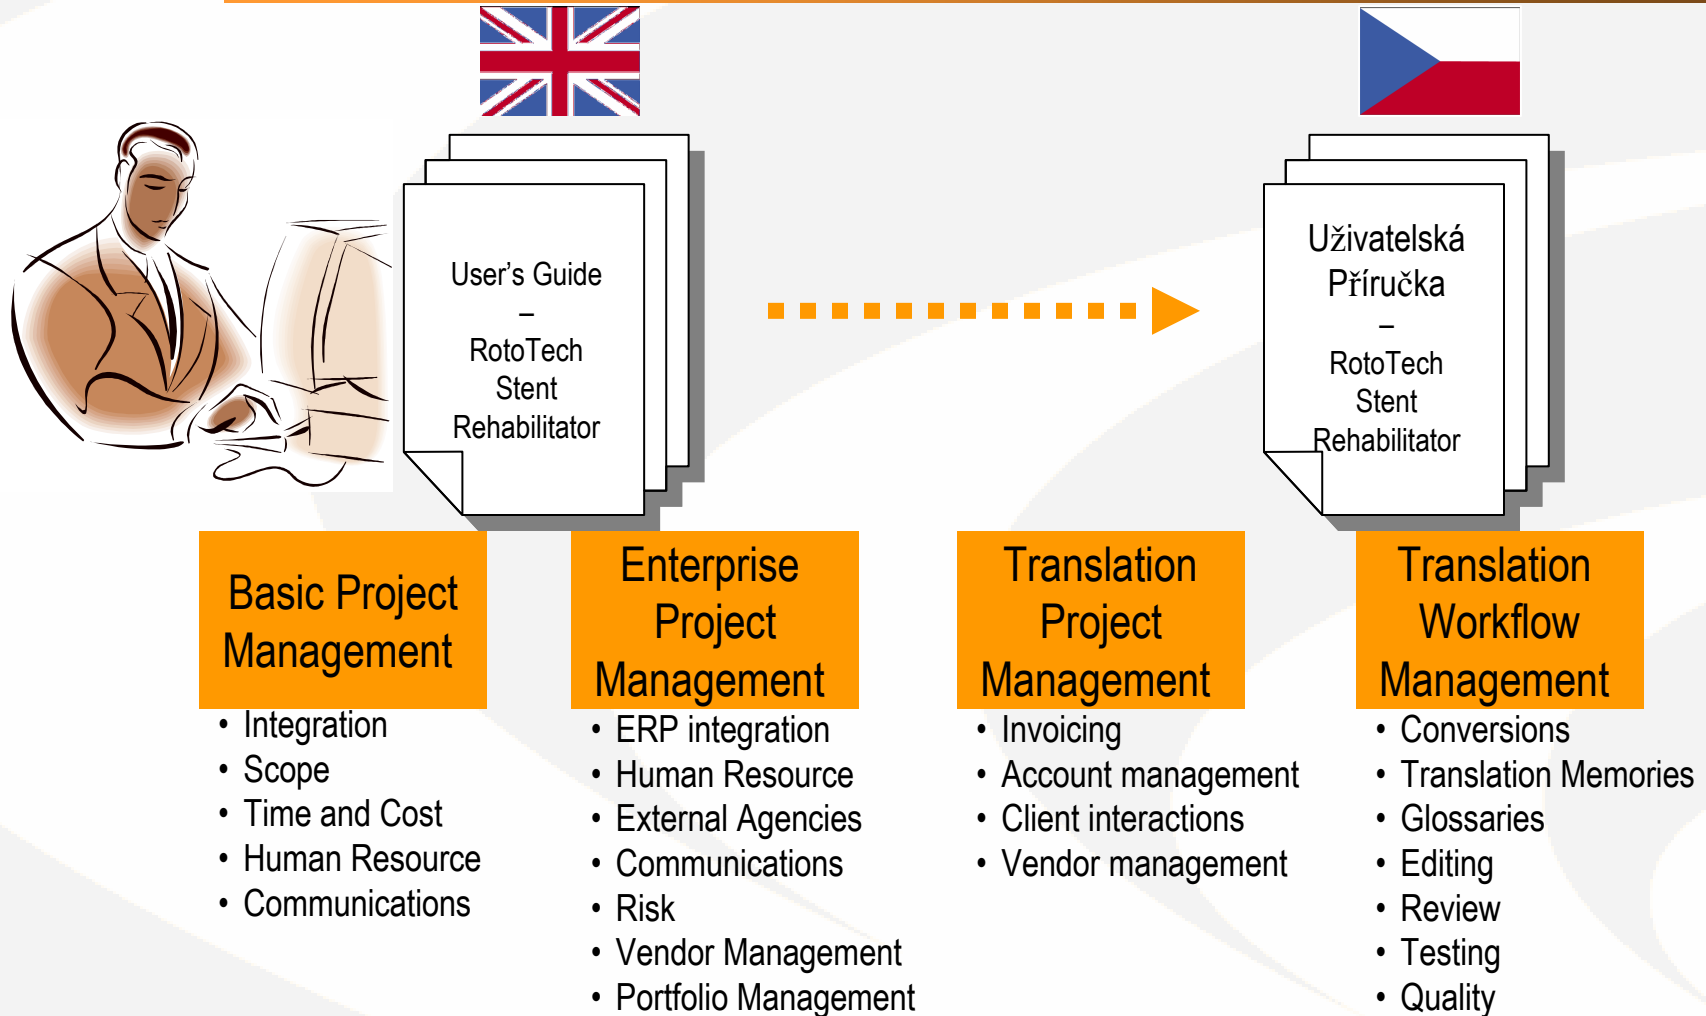 User’s Guide
–
RotoTech
Stent
Rehabilitator
Uživatelská
Příručka
–
RotoTech
Stent
Rehabilitator
Basic Project
Management
• Integration
• Scope
• Time and Cost
• Human Resource
• Communications
Enterprise
Project
Management
• ERP integration
• Human Resource
• External Agencies
• Communications
• Risk
• Vendor Management
• Portfolio Management
Translation
Project
Management
• Invoicing
• Account management
• Client interactions
• Vendor management
Translation
Workflow
Management
• Conversions
• Translation Memories
• Glossaries
• Editing
• Review
• Testing
• Quality